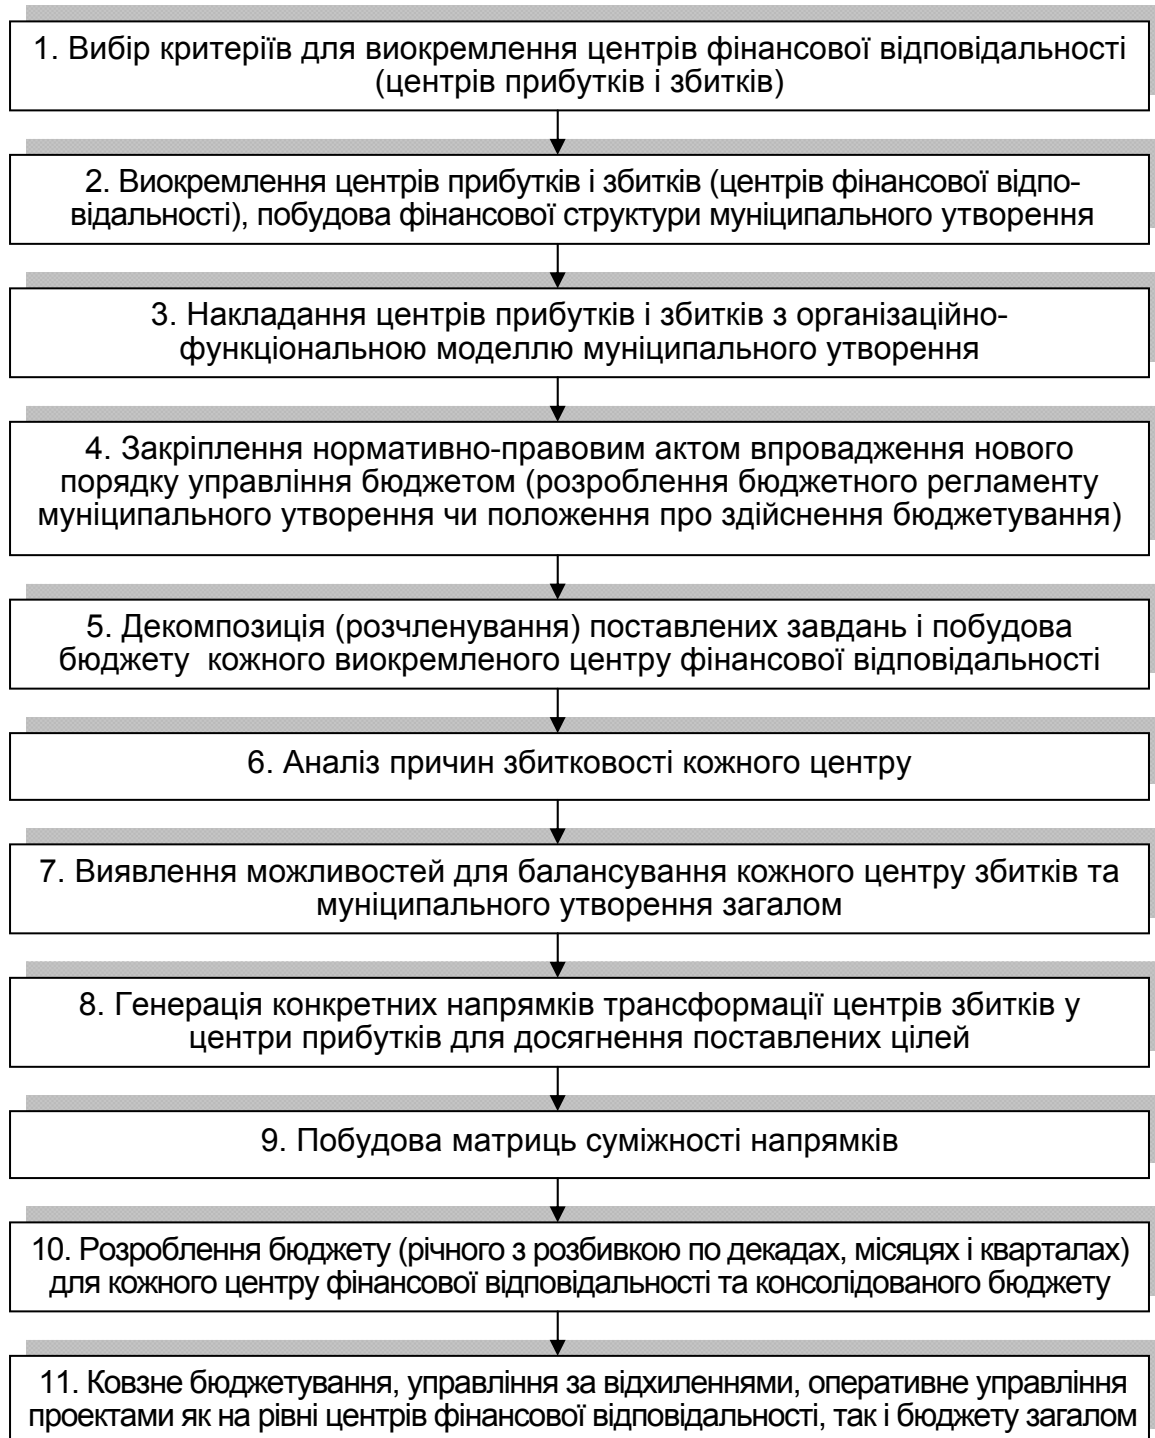 1. Вибір критеріїв для виокремлення центрів фінансової відповідальності
(центрів прибутків і збитків)
2. Виокремлення центрів прибутків і збитків (центрів фінансової відпо-
відальності), побудова фінансової структури муніципального утворення
3. Накладання центрів прибутків і збитків з організаційно-
функціональною моделлю муніципального утворення
4. Закріплення нормативно-правовим актом впровадження нового
порядку управління бюджетом (розроблення бюджетного регламенту
муніципального утворення чи положення про здійснення бюджетування)
5. Декомпозиція (розчленування) поставлених завдань і побудова
бюджету кожного виокремленого центру фінансової відповідальності
6. Аналіз причин збитковості кожного центру
7. Виявлення можливостей для балансування кожного центру збитків та
муніципального утворення загалом
8. Генерація конкретних напрямків трансформації центрів збитків у
центри прибутків для досягнення поставлених цілей
9. Побудова матриць суміжності напрямків
10. Розроблення бюджету (річного з розбивкою по декадах, місяцях і кварталах)
для кожного центру фінансової відповідальності та консолідованого бюджету
11. Ковзне бюджетування, управління за відхиленнями, оперативне управління
проектами як на рівні центрів фінансової відповідальності, так і бюджету загалом